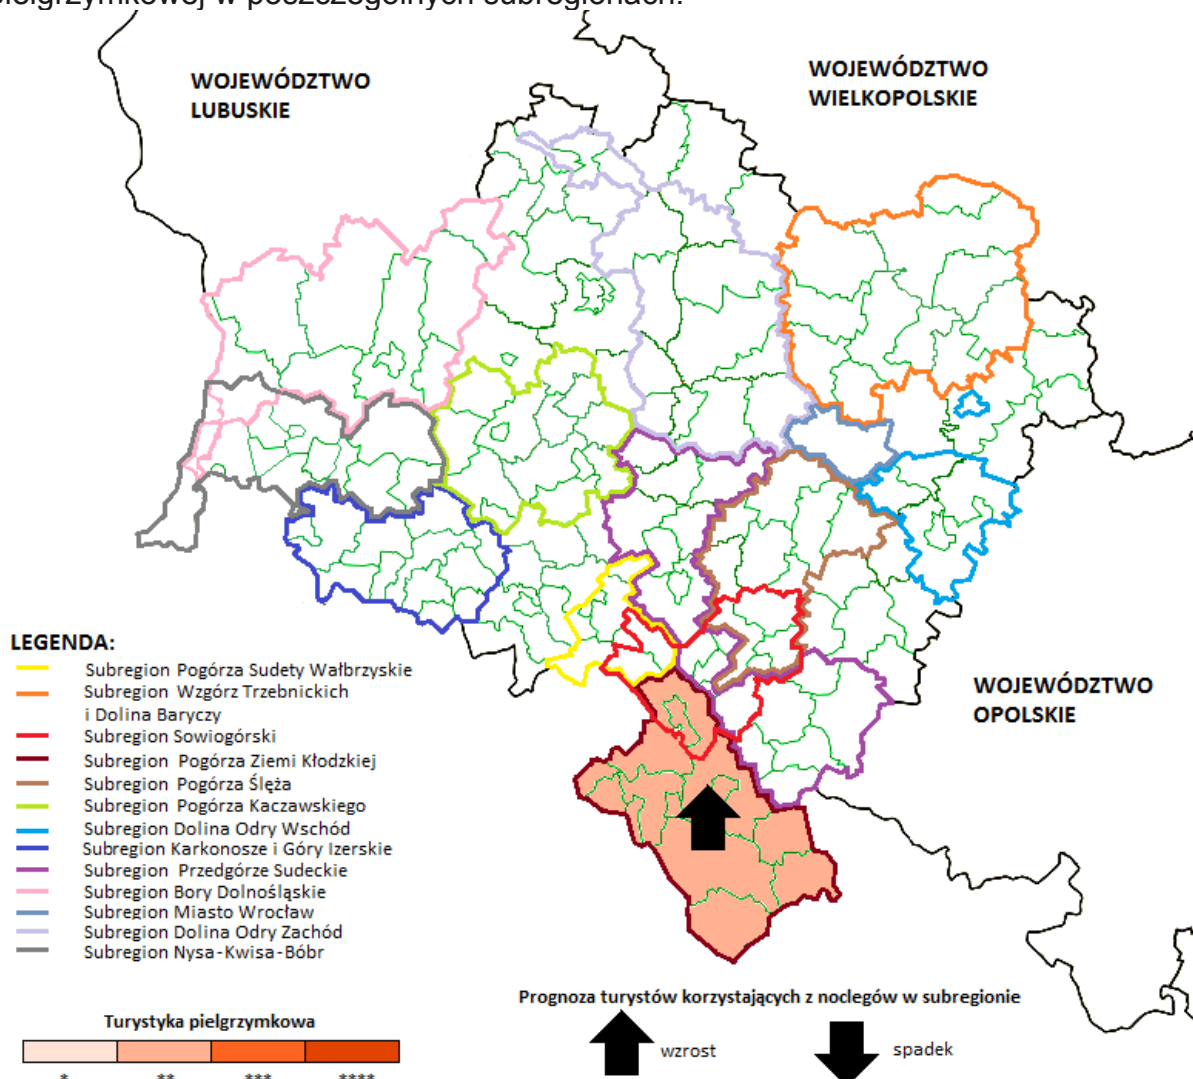 pielgrzymkowej w poszczególnych subregionach.
WOJEWÓDZTWO
LUBUSKIE
WOJEWÓDZTWO
WIELKOPOLSKIE
WOJEWÓDZTWO
OPOLSKIE
LEGENDA:
Subregion Pogórza Sudety Wałbrzyskie
Subregion Wzgórz Trzebnickich
i Dolina Baryczy
Subregion Sowiogórski
Subregion Pogórza Ziemi Kłodzkiej
Subregion Pogórza Ślęża
Subregion Pogórza Kaczawskiego
Subregion Dolina Odry Wschód
Subregion Karkonosze i Góry Izerskie
Subregion Przedgórze Sudeckie
Subregion Bory Dolnośląskie
Subregion Miasto Wrocław
Subregion Dolina Odry Zachód
Subregion Nysa-Kwisa-Bóbr
Turystyka pielgrzymkowa
* ** *** ****
Prognoza turystów korzystających z noclegów w subregionie
wzrost
spadek